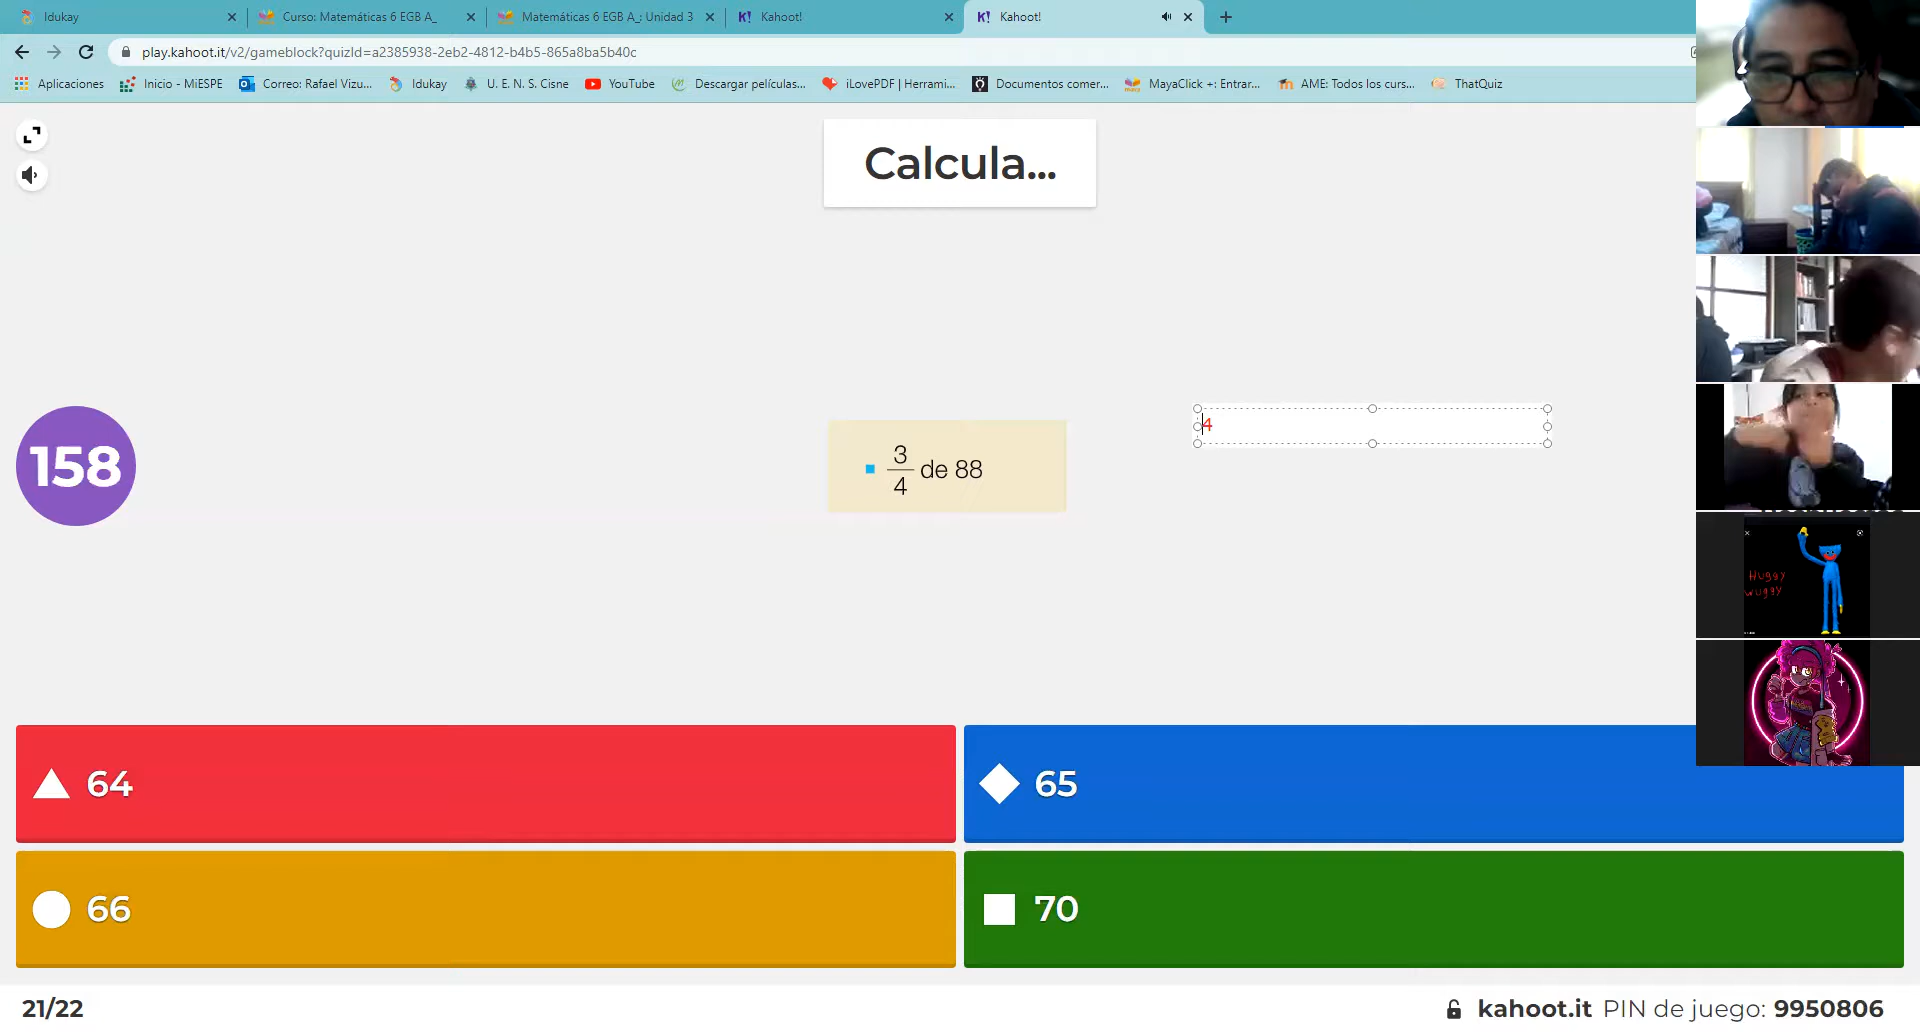 Idukay
Curso: Matemáticas 6 EGB A_
Matemáticas 6 EGB A_: Unidad 3
K! Kahoot!
K! Kahoot!
play.kahoot.it/v2/gameblock?quizId=a2385938-2eb2-4812-b4b5-865a8ba5b40c
Aplicaciones
Inicio - MiESPE
Correo: Rafael Vizu...
Idukay
U. E. N. S. Cisne
YouTube
Descargar películas...
iLovePDF | Herrami...
Documentos comer...
MayaClick +: Entrar...
AME: Todos los curs...
ThatQuiz
Calcula...
158
3
4
de 88
4
Huggy
wuggy
64
65
66
70
21/22
kahoot.it PIN de juego: 9950806